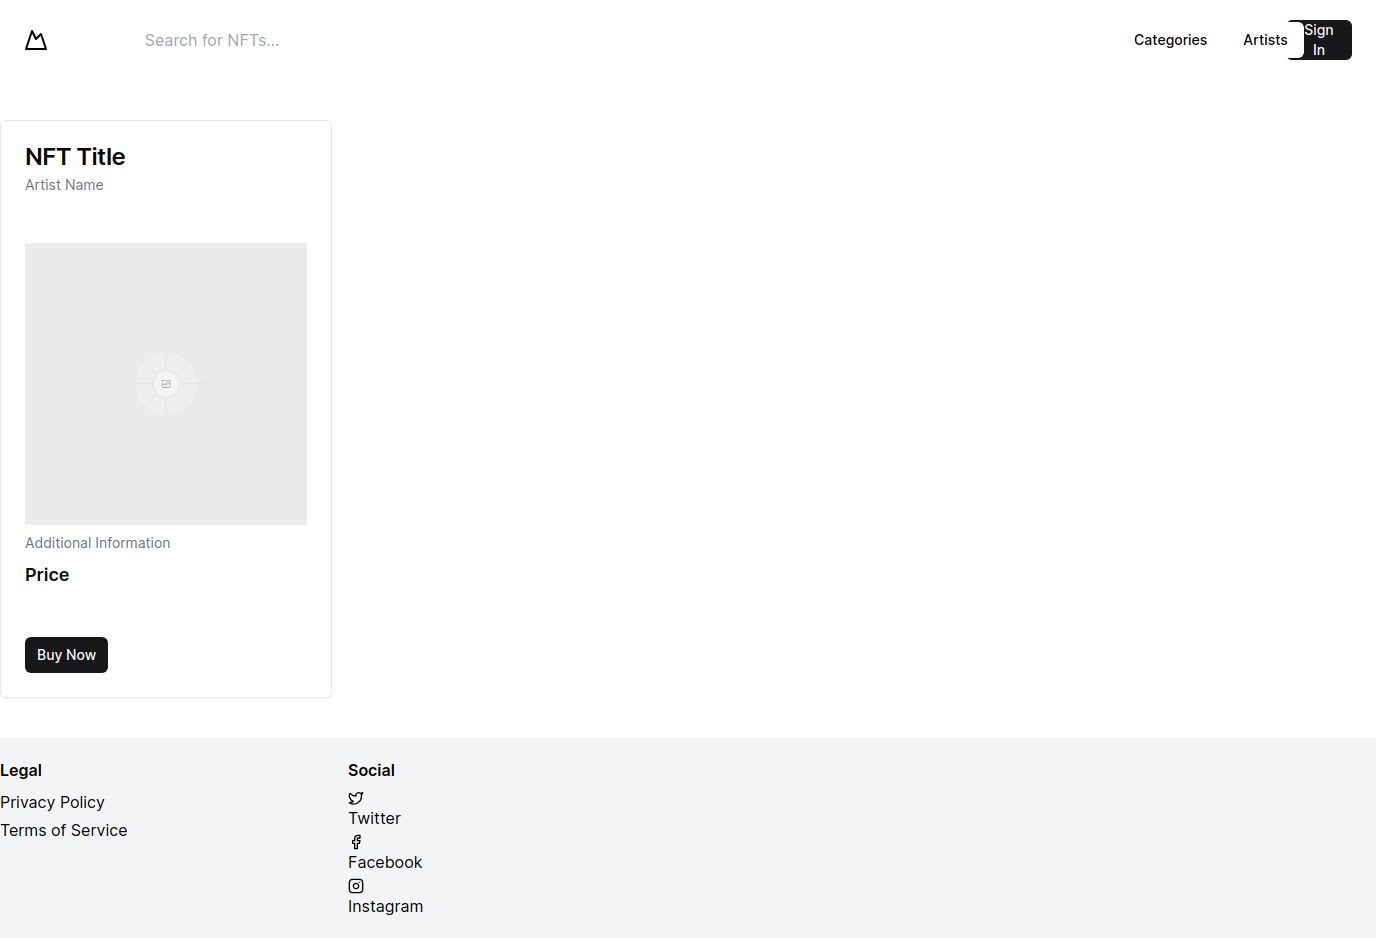 Search for NFTs...
Categories
Artists
Sign
In
NFT Title
Artist Name
Additional Information
Price
Buy Now
Legal
Privacy Policy
Terms of Service
Social
Twitter
Facebook
Instagram